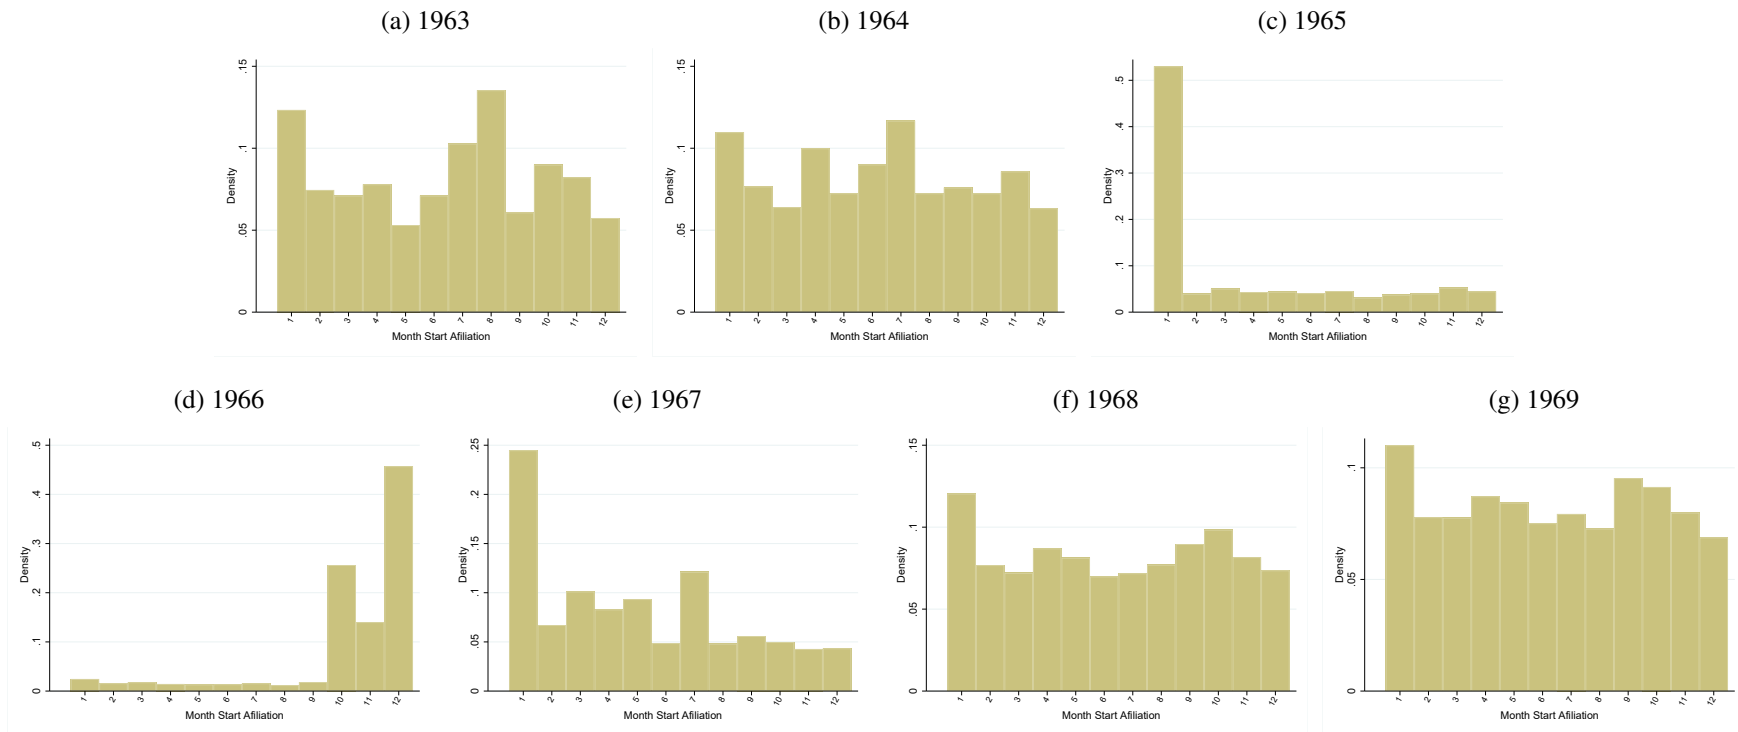 (a) 1963
.15
.1
.05
0
Density
1 2 3 4 5 6 7 8 9 10 11 12
Month Start Afiliation
(b) 1964
.15
.1
.05
0
Density
1 2 3 4 5 6 7 8 9 10 11 12
Month Start Afiliation
(c) 1965
.5
.4
.3
.2
.1
0
Density
1 2 3 4 5 6 7 8 9 10 11 12
Month Start Afiliation
(d) 1966
.5
.4
.3
.2
.1
0
Density
1 2 3 4 5 6 7 8 9 10 11 12
Month Start Afiliation
(e) 1967
.25
.2
.15
.1
.05
0
Density
1 2 3 4 5 6 7 8 9 10 11 12
Month Start Afiliation
(f) 1968
.15
.1
.05
0
Density
1 2 3 4 5 6 7 8 9 10 11 12
Month Start Afiliation
(g) 1969
.1
.05
0
Density
1 2 3 4 5 6 7 8 9 10 11 12
Month Start Afiliation